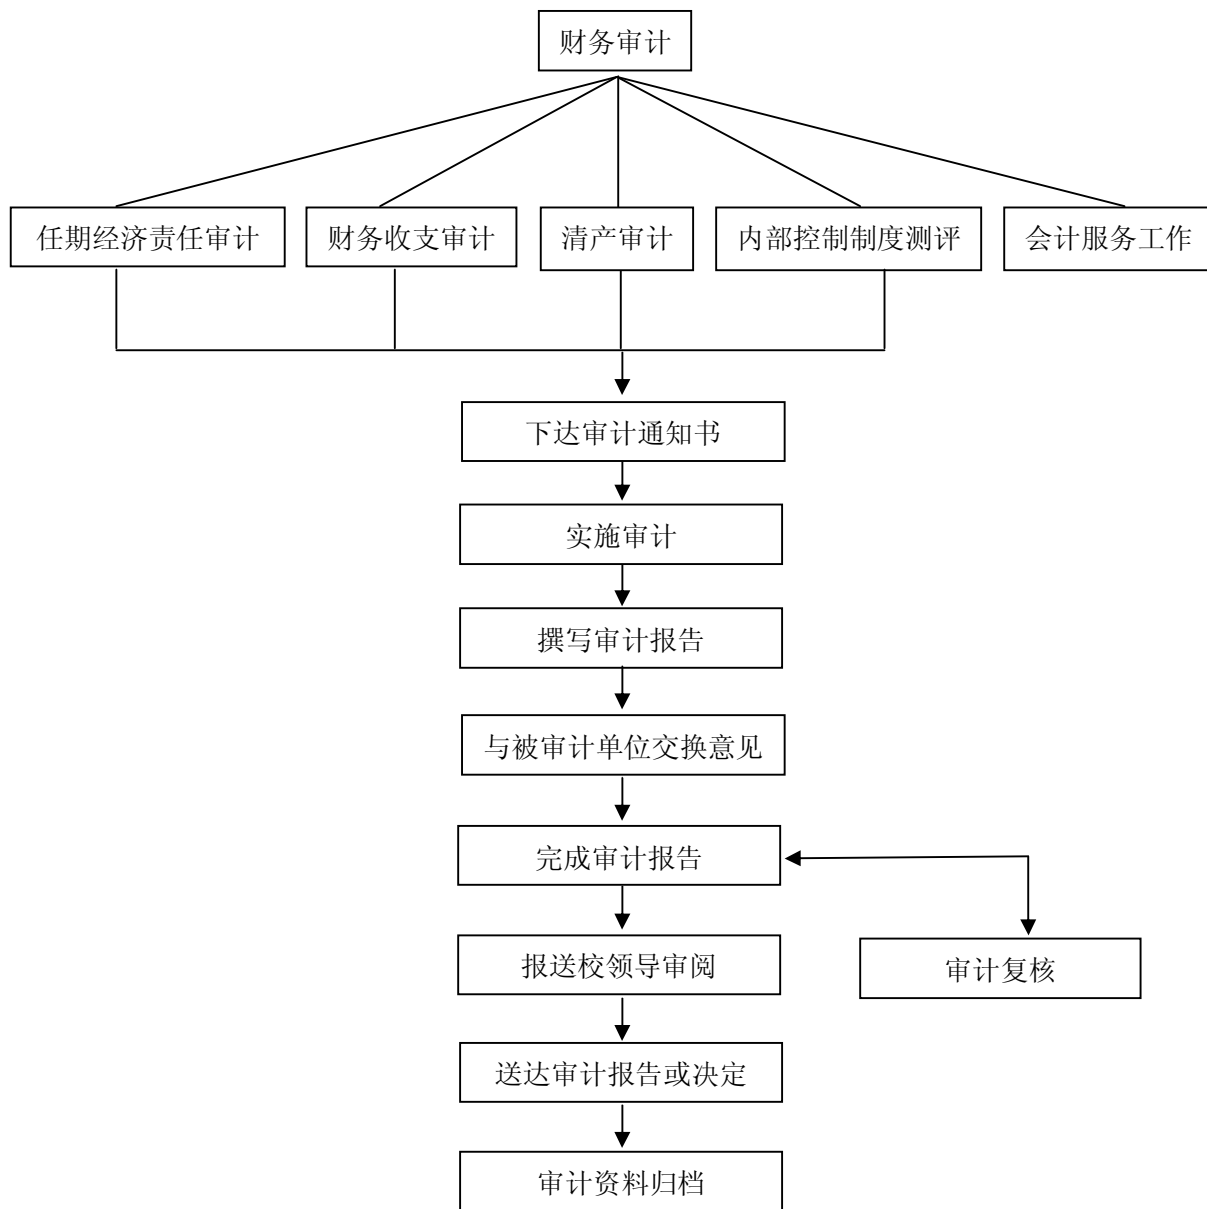 财务审计
任期经济责任审计
财务收支审计
清产审计
内部控制制度测评
会计服务工作
下达审计通知书
实施审计
撰写审计报告
与被审计单位交换意见
完成审计报告
报送校领导审阅
审计复核
送达审计报告或决定
审计资料归档